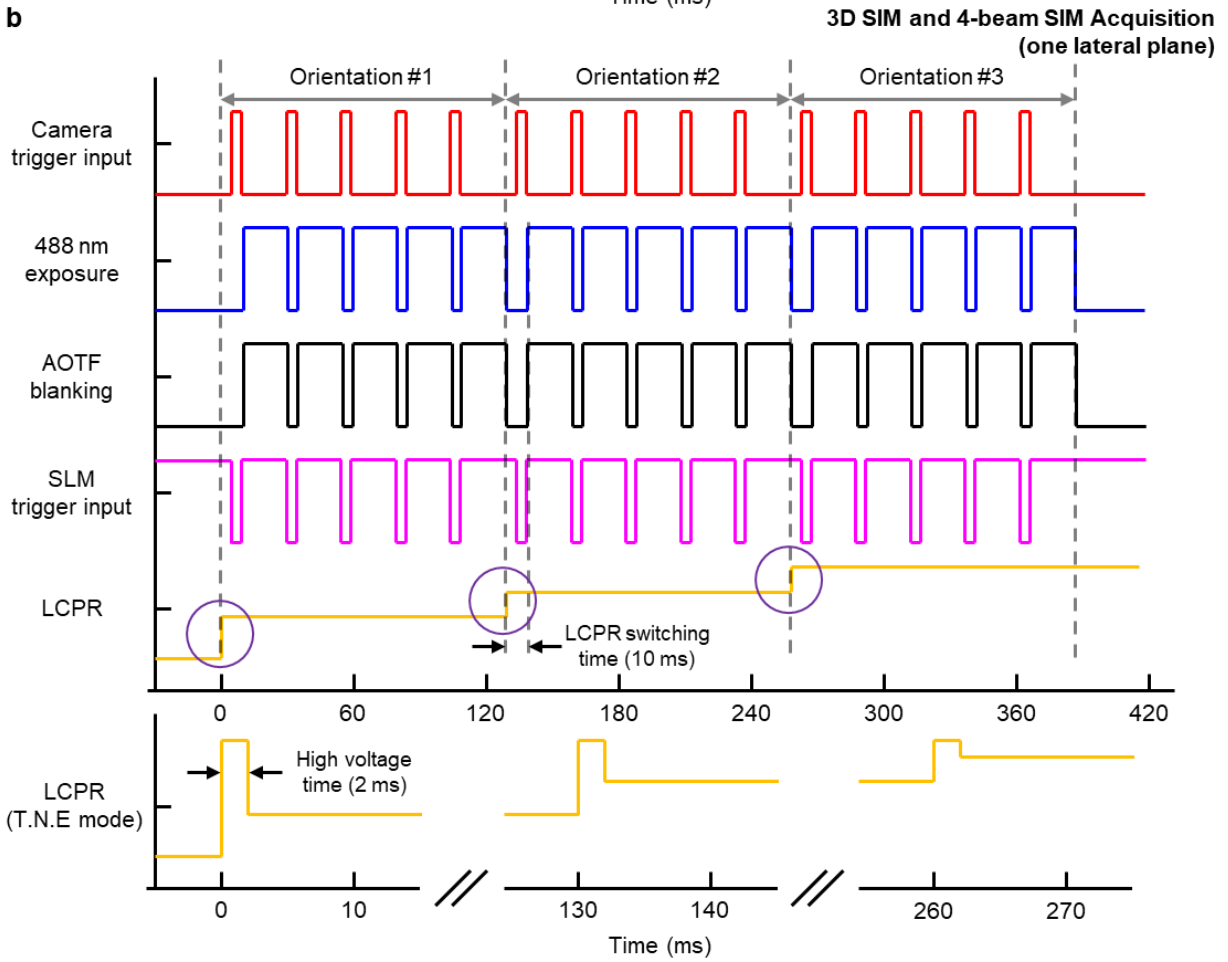 Time (ms)
b
3D SIM and 4-beam SIM Acquisition
(one lateral plane)
Orientation #1
Orientation #2
Orientation #3
Camera
trigger input
488 nm
exposure
AOTF
blanking
SLM
trigger input
LCPR
LCPR switching
time (10 ms)
0
60
120
180
240
300
360
420
High voltage
time (2 ms)
LCPR
(T.N.E mode)
0
10
130
140
260
270
Time (ms)